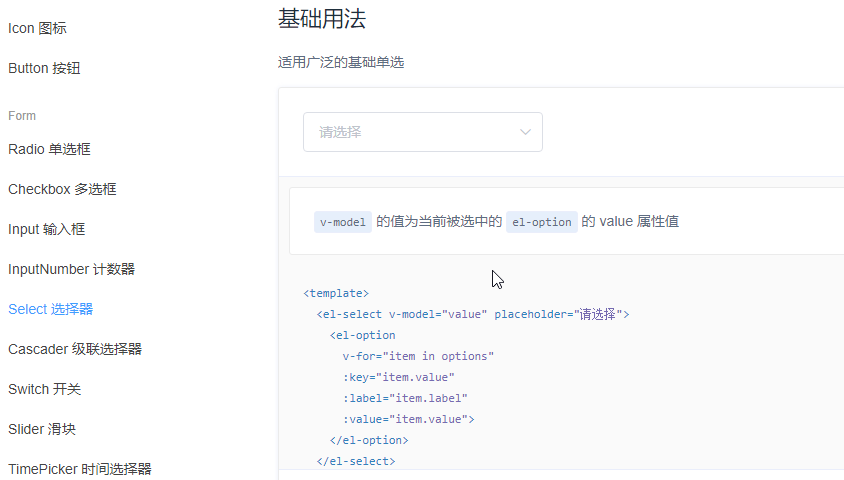 Icon 图标
Button 按钮
Form
Radio 单选框
Checkbox 多选框
Input 输入框
InputNumber 计数器
Select 选择器
Cascader 级联选择器
Switch 开关
Slider 滑块
TimePicker 时间选择器
基础用法
适用广泛的基础单选
请选择
v-model 的值为当前被选中的 el-option 的 value 属性值
<template>
  <el-select v-model="value" placeholder="请选择">
    <el-option
      v-for="item in options"
      :key="item.value"
      :label="item.label"
      :value="item.value">
    </el-option>
  </el-select>